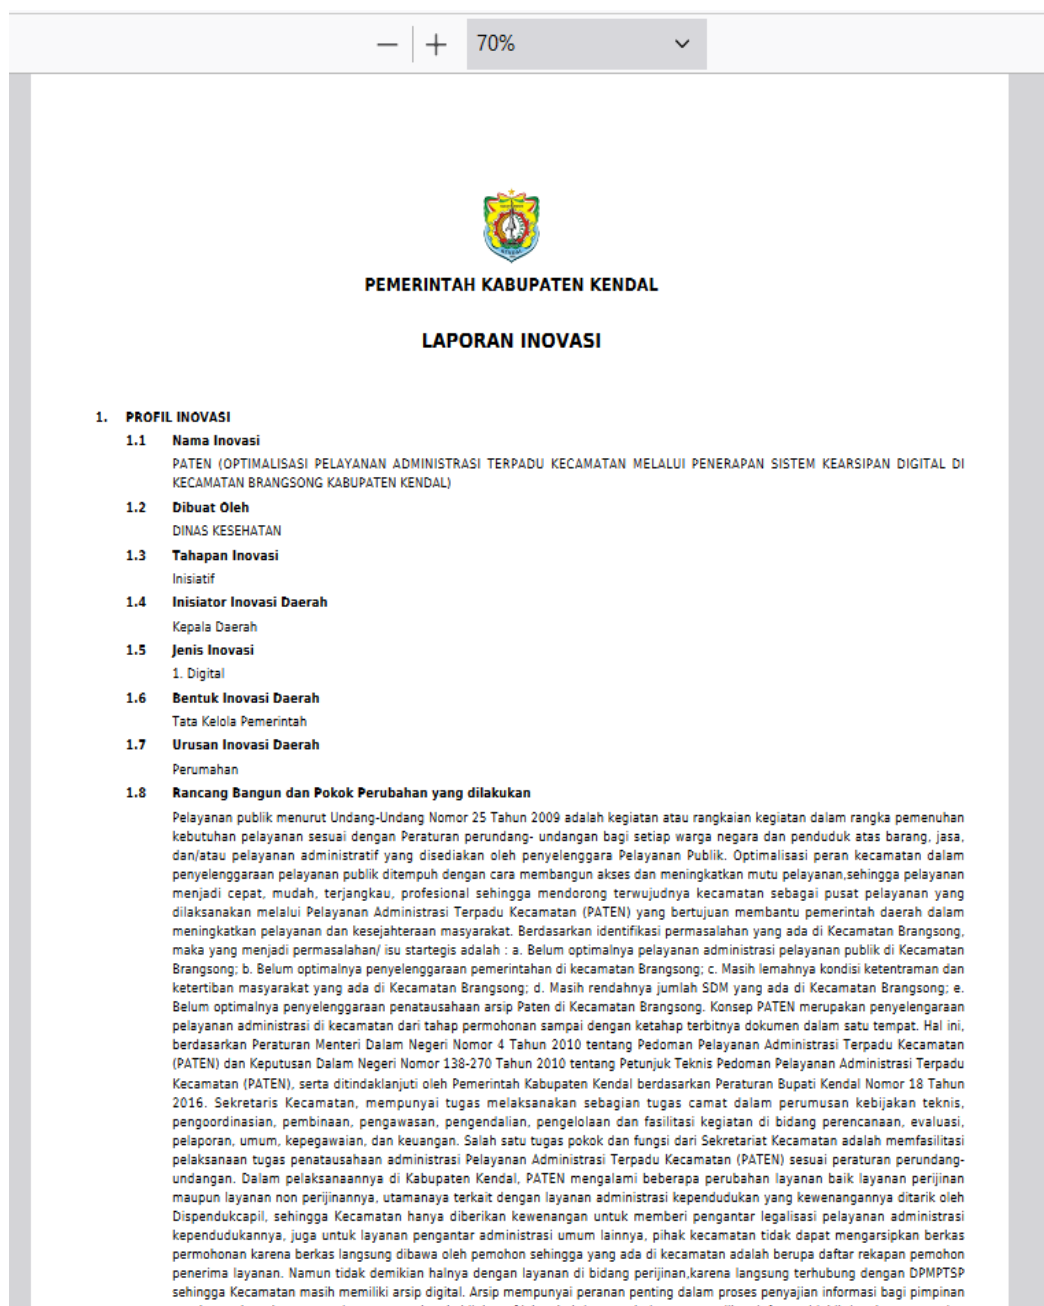 70%
KENDAL
PEMERINTAH KABUPATEN KENDAL
LAPORAN INOVASI
1. PROFIL INOVASI
1.1 Nama Inovasi
PATEN (OPTIMALISASI PELAYANAN ADMINISTRASI TERPADU KECAMATAN MELALUI PENERAPAN SISTEM KEARSIPAN DIGITAL DI
KECAMATAN BRANGSONG KABUPATEN KENDAL)
1.2 Dibuat Oleh
DINAS KESEHATAN
1.3 Tahapan Inovasi
Inisiatif
1.4 Inisiator Inovasi Daerah
Kepala Daerah
1.5 Jenis Inovasi
1. Digital
1.6 Bentuk Inovasi Daerah
Tata Kelola Pemerintah
1.7 Urusan Inovasi Daerah
Perumahan
1.8 Rancang Bangun dan Pokok Perubahan yang dilakukan
Pelayanan publik menurut Undang-Undang Nomor 25 Tahun 2009 adalah kegiatan atau rangkaian kegiatan dalam rangka pemenuhan
kebutuhan pelayanan sesuai dengan Peraturan perundang- undangan bagi setiap warga negara dan penduduk atas barang, jasa,
dan/atau pelayanan administratif yang disediakan oleh penyelenggara Pelayanan Publik. Optimalisasi peran kecamatan dalam
penyelenggaraan pelayanan publik ditempuh dengan cara membangun akses dan meningkatkan mutu pelayanan,sehingga pelayanan
menjadi cepat, mudah, terjangkau, profesional sehingga mendorong terwujudnya kecamatan sebagai pusat pelayanan yang
dilaksanakan melalui Pelayanan Administrasi Terpadu Kecamatan (PATEN) yang bertujuan membantu pemerintah daerah dalam
meningkatkan pelayanan dan kesejahteraan masyarakat. Berdasarkan identifikasi permasalahan yang ada di Kecamatan Brangsong,
maka yang menjadi permasalahan/ isu startegis adalah : a. Belum optimalnya pelayanan administrasi pelayanan publik di Kecamatan
Brangsong; b. Belum optimalnya penyelenggaraan pemerintahan di kecamatan Brangsong; c. Masih lemahnya kondisi ketentraman dan
ketertiban masyarakat yang ada di Kecamatan Brangsong; d. Masih rendahnya jumlah SDM yang ada di Kecamatan Brangsong; e.
Belum optimalnya penyelenggaraan penatausahaan arsip Paten di Kecamatan Brangsong. Konsep PATEN merupakan penyelengaraan
pelayanan administrasi di kecamatan dari tahap permohonan sampai dengan ketahap terbitnya dokumen dalam satu tempat. Hal ini,
berdasarkan Peraturan Menteri Dalam Negeri Nomor 4 Tahun 2010 tentang Pedoman Pelayanan Administrasi Terpadu Kecamatan
(PATEN) dan Keputusan Dalam Negeri Nomor 138-270 Tahun 2010 tentang Petunjuk Teknis Pedoman Pelayanan Administrasi Terpadu
Kecamatan (PATEN), serta ditindaklanjuti oleh Pemerintah Kabupaten Kendal berdasarkan Peraturan Bupati Kendal Nomor 18 Tahun
2016. Sekretaris Kecamatan, mempunyai tugas melaksanakan sebagian tugas camat dalam perumusan kebijakan teknis,
pengoordinasian, pembinaan, pengawasan, pengendalian, pengelolaan dan fasilitasi kegiatan di bidang perencanaan, evaluasi,
pelaporan, umum, kepegawaian, dan keuangan. Salah satu tugas pokok dan fungsi dari Sekretariat Kecamatan adalah memfasilitasi
pelaksanaan tugas penatausahaan administrasi Pelayanan Administrasi Terpadu Kecamatan (PATEN) sesuai peraturan perundang-
undangan. Dalam pelaksanaannya di Kabupaten Kendal, PATEN mengalami beberapa perubahan layanan baik layanan perijinan
maupun layanan non perijinannya, utamanaya terkait dengan layanan administrasi kependudukan yang kewenangannya ditarik oleh
Dispendukcapil, sehingga Kecamatan hanya diberikan kewenangan untuk memberi pengantar legalisasi pelayanan administrasi
kependudukannya, juga untuk layanan pengantar administrasi umum lainnya, pihak kecamatan tidak dapat mengarsipkan berkas
permohonan karena berkas langsung dibawa oleh pemohon sehingga yang ada di kecamatan adalah berupa daftar rekapan pemohon
penerima layanan. Namun tidak demikian halnya dengan layanan di bidang perijinan,karena langsung terhubung dengan DPMPTSP
sehingga Kecamatan masih memiliki arsip digital. Arsip mempunyai peranan penting dalam proses penyajian informasi bagi pimpinan